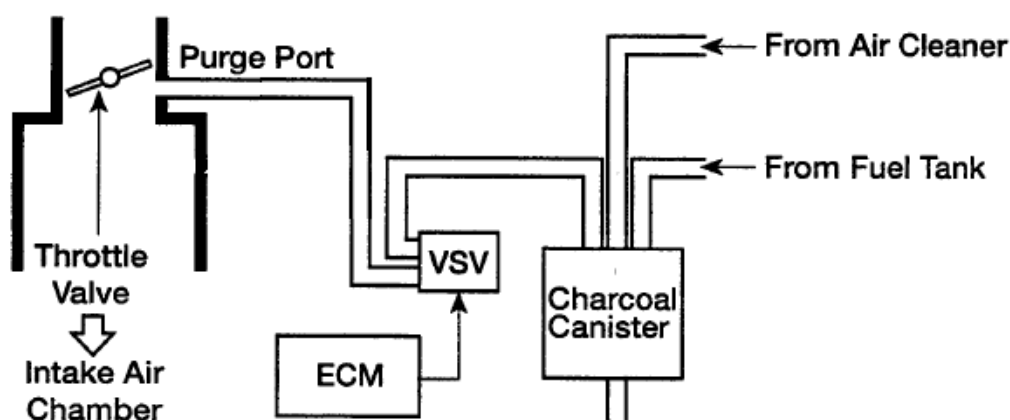 Purge Port
From Air Cleaner
From Fuel Tank
Throttle
Valve
VSV
Charcoal
Canister
ECM
Intake Air
Chamber